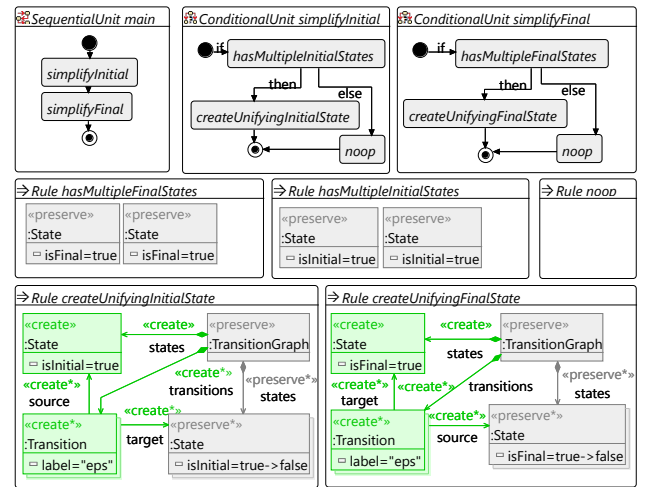 SequentialUnit main
simplifyInitial
simplifyFinal
ConditionalUnit simplifyInitial
if
hasMultipleInitialStates
then
else
createUnifyingInitialState
noop
ConditionalUnit simplifyFinal
if
hasMultipleFinalStates
then
else
createUnifyingFinalState
noop
Rule hasMultipleFinalStates
«preserve»
:State
isFinal=true
«preserve»
:State
isFinal=true
Rule hasMultipleInitialStates
«preserve»
:State
isInitial=true
«preserve»
:State
isInitial=true
Rule noop
Rule createUnifyingInitialState
«create»
:State
isInitial=true
«create»
states
«preserve»
:TransitionGraph
«create*»
source
«create*»
transitions
«preserve*»
states
«create*»
:Transition
label="eps"
«create*»
target
«preserve*»
:State
isInitial=true->false
Rule createUnifyingFinalState
«create»
:State
isFinal=true
«create»
states
«preserve»
:TransitionGraph
«create*»
target
«create*»
transitions
«preserve*»
states
«create*»
:Transition
label="eps"
«create*»
source
«preserve*»
:State
isFinal=true->false